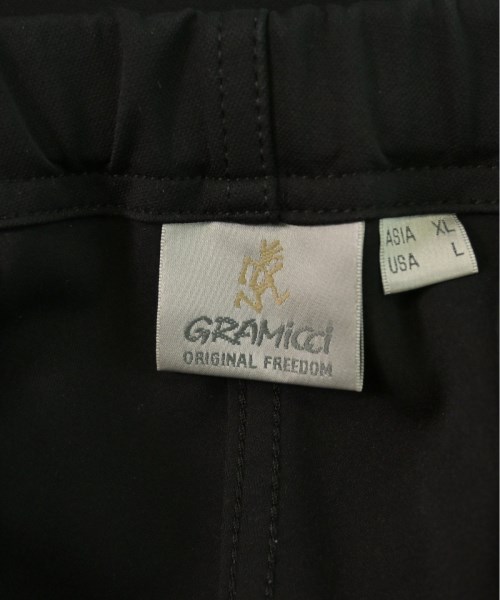 GRAMicci
ORIGINAL FREEDOM
ASIA XL
USA L